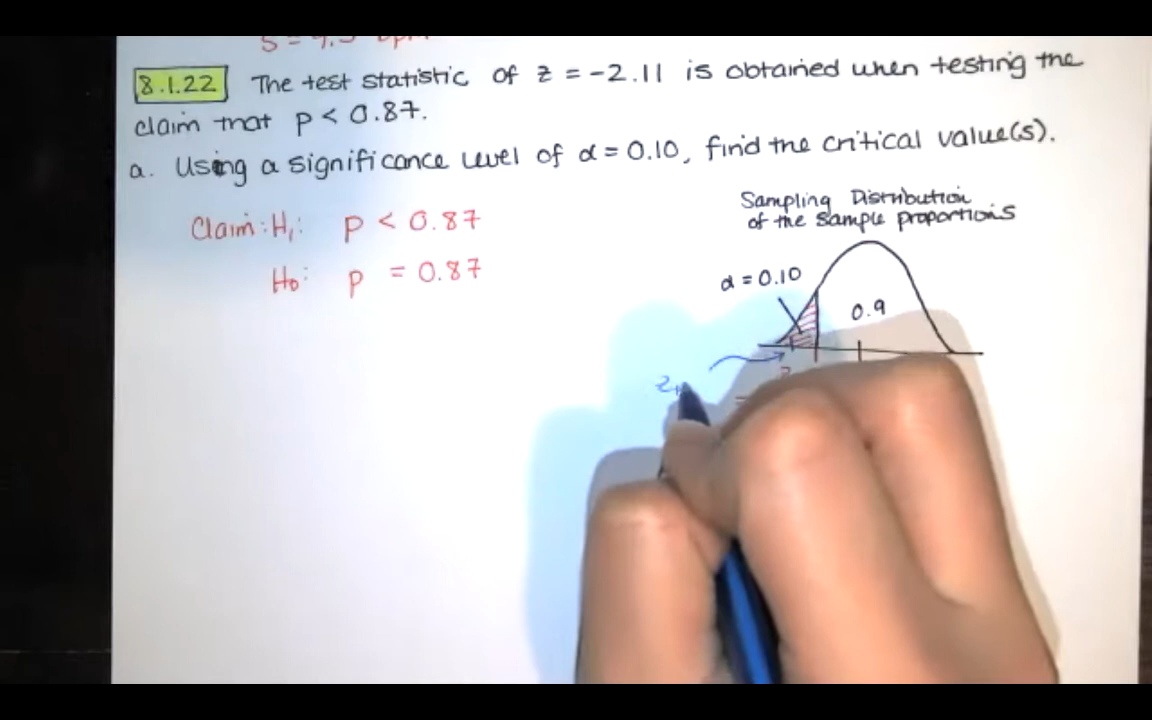 8.1.22 The test statistic of z = -2.11 is obtained when testing the
claim that p < 0.87.
a. Using a significance level of α = 0.10, find the critical value(s).
Claim: H₁: p < 0.87
H₀: p = 0.87
Sampling Distribution
of the sample proportions
α = 0.10
0.9